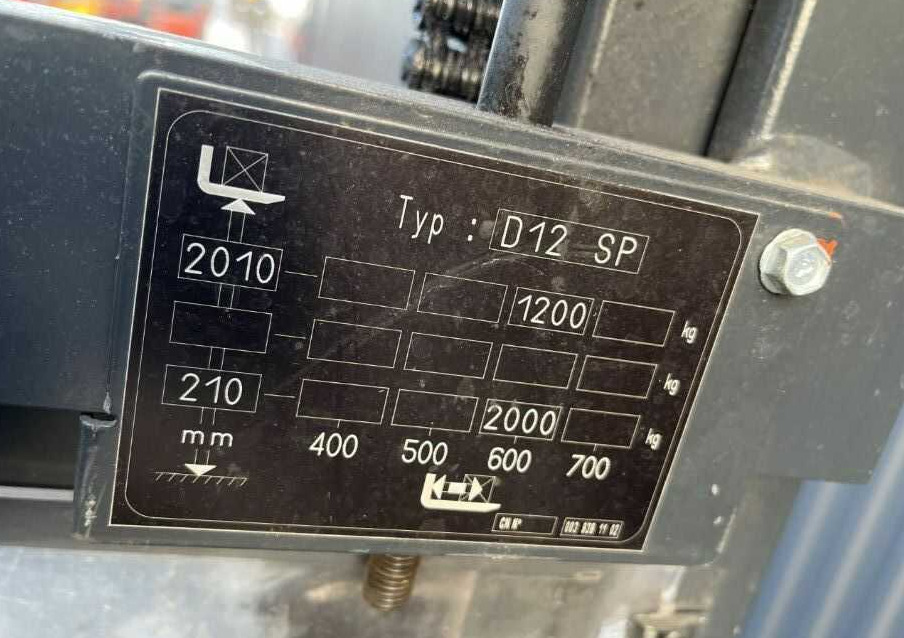 Typ : D12 SP
2010 1200 kg
kg
210 2000 kg
mm 400 500 600 700